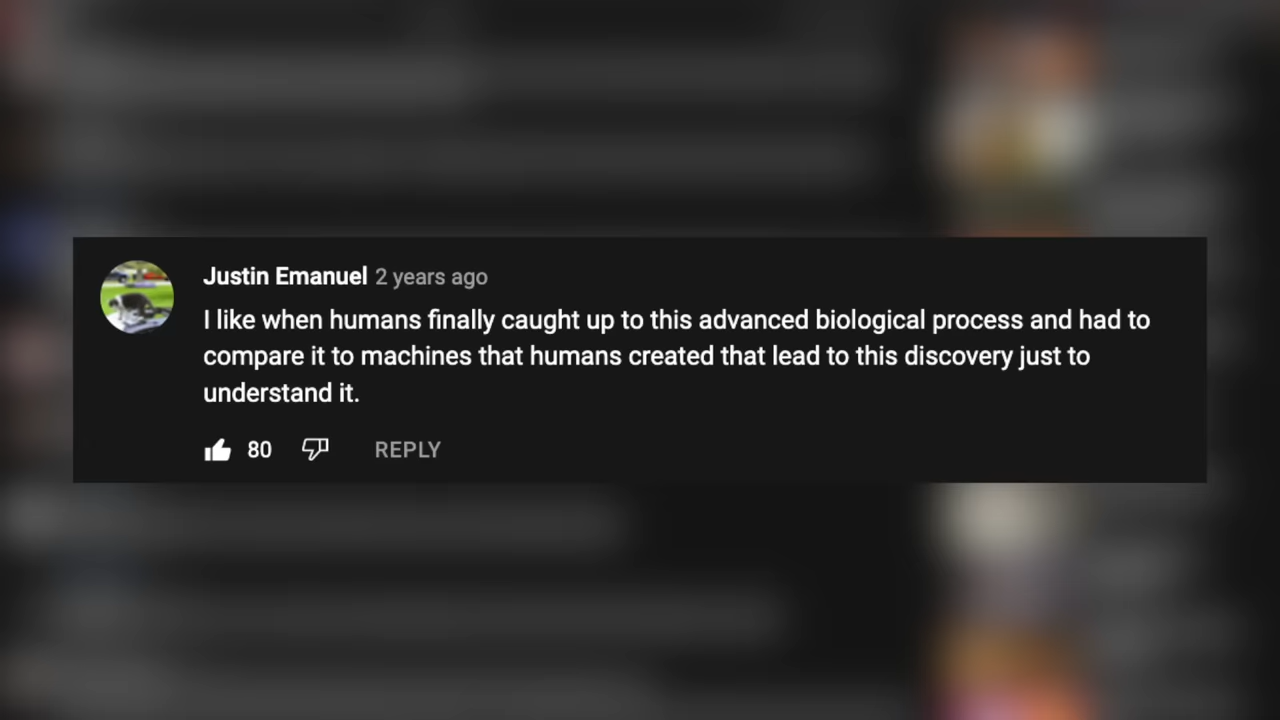 Justin Emanuel 2 years ago
I like when humans finally caught up to this advanced biological process and had to
compare it to machines that humans created that lead to this discovery just to
understand it.
80 REPLY